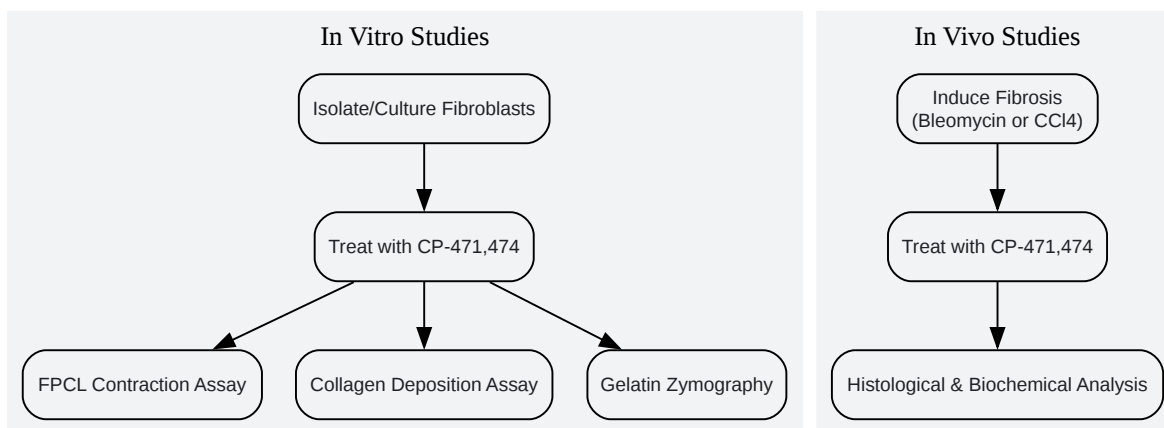 In Vitro Studies
Isolate/Culture Fibroblasts
Treat with CP-471,474
FPCL Contraction Assay
Collagen Deposition Assay
Gelatin Zymography
In Vivo Studies
Induce Fibrosis
(Bleomycin or CCl4)
Treat with CP-471,474
Histological & Biochemical Analysis